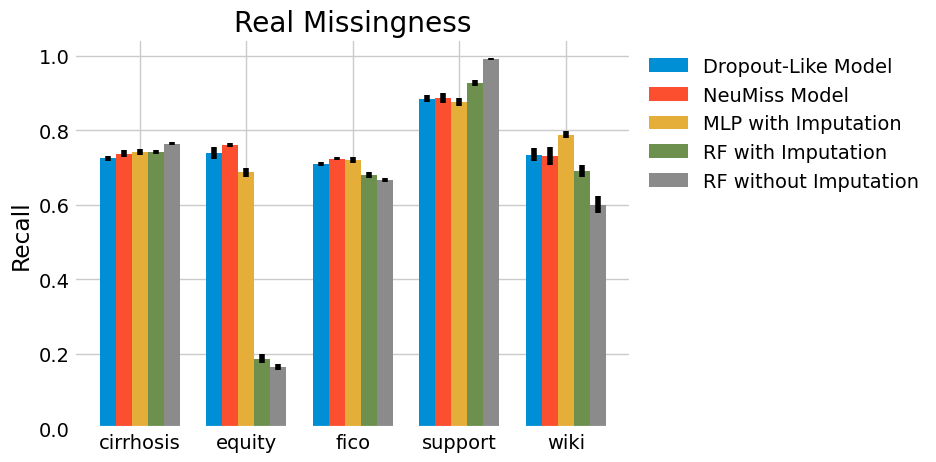 Real Missingness
1.0
0.8
0.6
0.4
0.2
0.0
Recall
cirrhosis
equity
fico
support
wiki
Dropout-Like Model
NeuMiss Model
MLP with Imputation
RF with Imputation
RF without Imputation